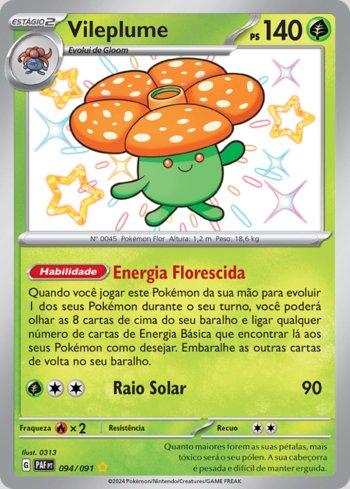 ESTÁGIO 2
Vileplume
PS 140
Evolui de Gloom
Nº 0045 Pokémon Flor Altura: 1,2 m Peso: 18,6 kg
Habilidade Energia Florescida
Quando você jogar este Pokémon da sua mão para evoluir
1 dos seus Pokémon durante o seu turno, você poderá
olhar as 8 cartas de cima do seu baralho e ligar qualquer
número de cartas de Energia Básica que encontrar lá aos
seus Pokémon como desejar. Embaralhe as outras cartas
de volta no seu baralho.
Raio Solar 90
Fraqueza x2 Resistência Recuo
Ilust. 0313
G PAF PT 094/091
Quanto maiores forem as suas pétalas, mais
tóxico será o seu pólen. A sua cabeça
é pesada e difícil de manter erguida.
©2024 Pokémon/Nintendo/Creatures/GAME FREAK